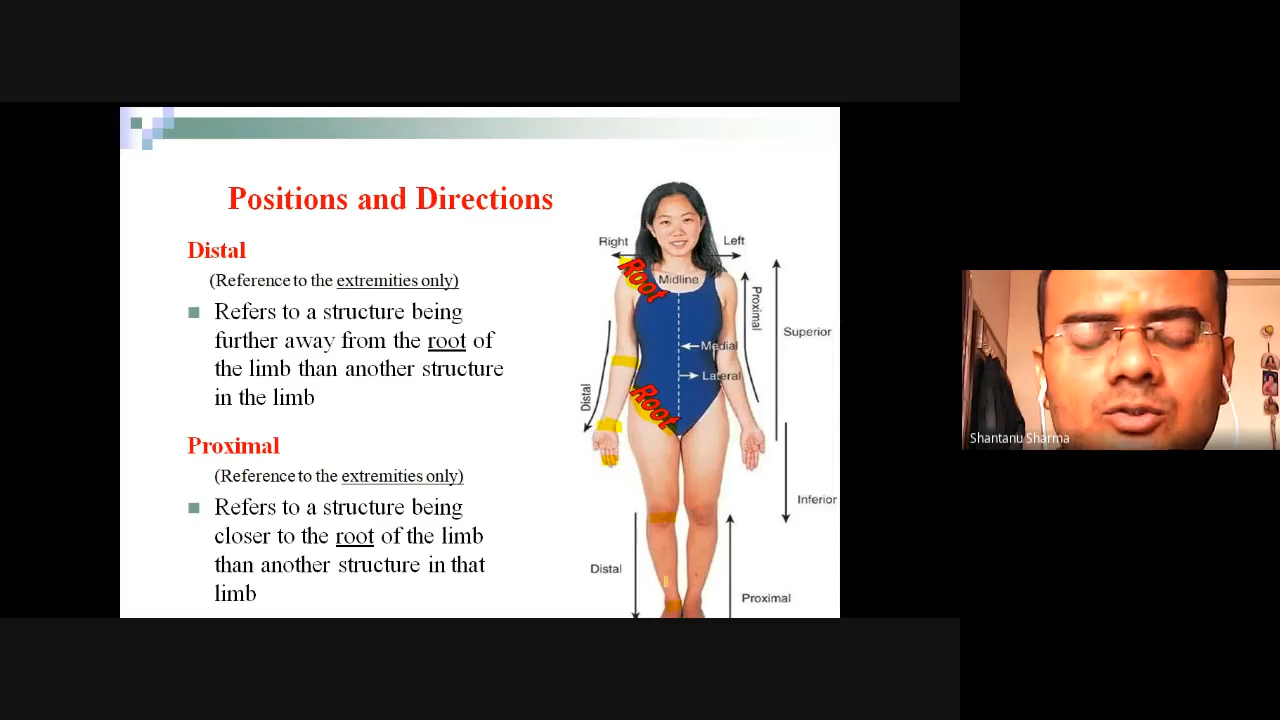 Positions and Directions
Distal
(Reference to the extremities only)
Refers to a structure being
further away from the root of
the limb than another structure
in the limb
Proximal
(Reference to the extremities only)
Refers to a structure being
closer to the root of the limb
than another structure in that
limb
Right
Left
Root
Midline
Proximal
Superior
Medial
Lateral
Distal
Root
Inferior
Distal
Proximal
Shantanu Sharma